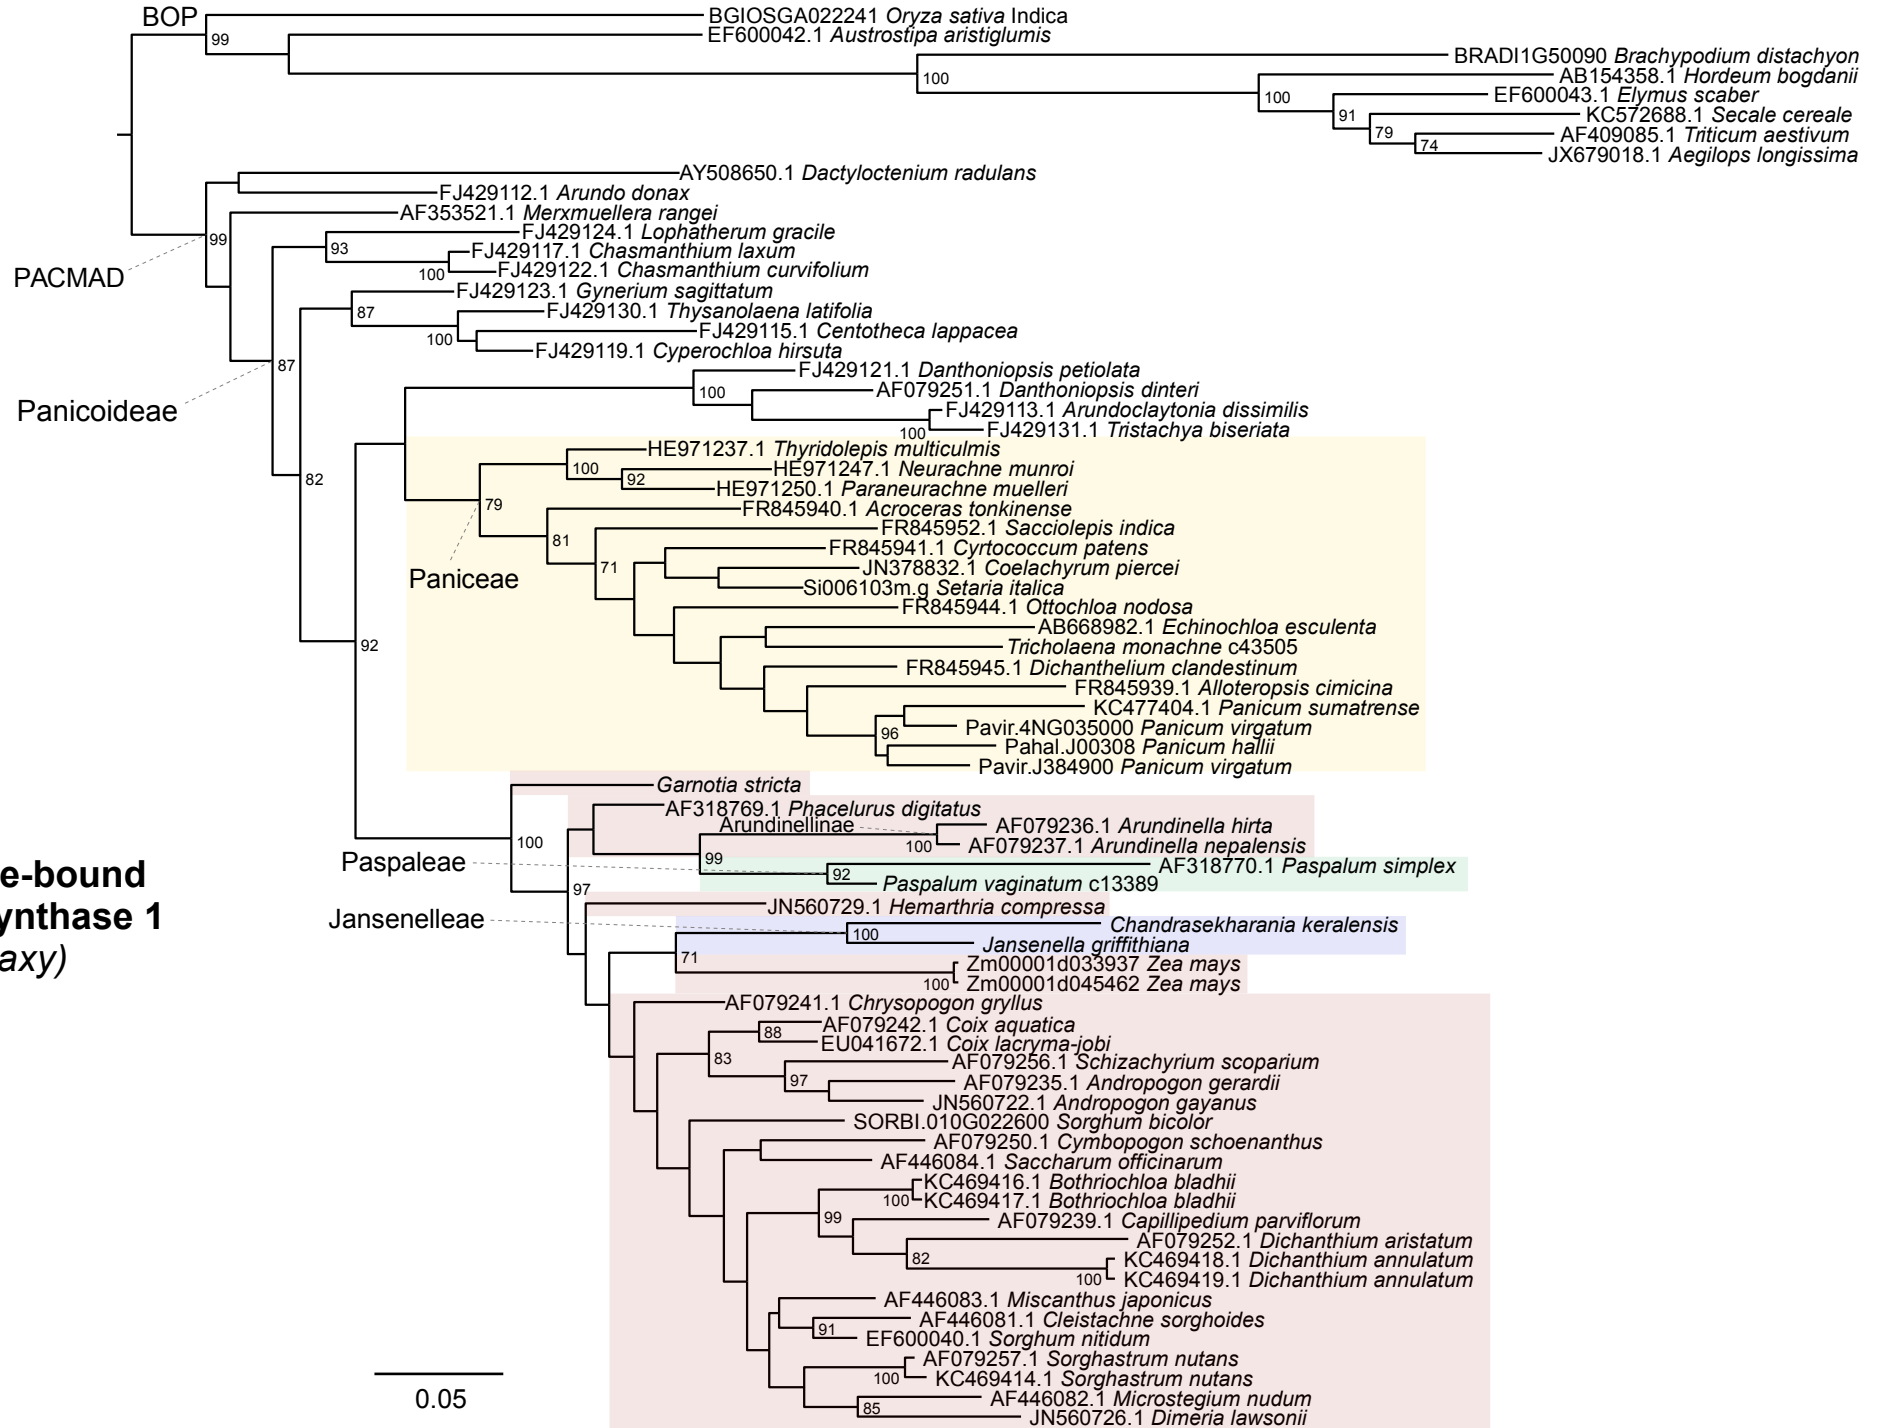 BOP
BGIOSGA022241 Oryza sativa Indica
99
EF600042.1 Austrostipa aristiglumis
BRADI1G50090 Brachypodium distachyon
100
AB154358.1 Hordeum bogdanii
100
EF600043.1 Elymus scaber
91
KC572688.1 Secale cereale
79
AF409085.1 Triticum aestivum
74
JX679018.1 Aegilops longissima
AY508650.1 Dactyloctenium radulans
FJ429112.1 Arundo donax
AF353521.1 Merxmuellera rangei
99
FJ429124.1 Lophatherum gracile
93
FJ429117.1 Chasmanthium laxum
100
FJ429122.1 Chasmanthium curvifolium
PACMAD
FJ429123.1 Gynerium sagittatum
87
FJ429130.1 Thysanolaena latifolia
100
FJ429115.1 Centotheca lappacea
FJ429119.1 Cyperochloa hirsuta
87
FJ429121.1 Danthoniopsis petiolata
100
AF079251.1 Danthoniopsis dinteri
Panicoideae
FJ429113.1 Arundoclaytonia dissimilis
100
FJ429131.1 Tristachya biseriata
HE971237.1 Thyridolepis multiculmis
100
HE971247.1 Neurachne munroi
82
92
HE971250.1 Paraneurachne muelleri
79
FR845940.1 Acroceras tonkinense
FR845952.1 Sacciolepis indica
81
FR845941.1 Cyrtococcum patens
71
JN378832.1 Coelachyrum piercei
Paniceae
Si006103m.g Setaria italica
FR845944.1 Ottochloa nodosa
AB668982.1 Echinochloa esculenta
92
Tricholaena monachne c43505
FR845945.1 Dichanthelium clandestinum
FR845939.1 Alloteropsis cimicina
KC477404.1 Panicum sumatrense
96
Pavir.4NG035000 Panicum virgatum
Pahal.J00308 Panicum hallii
Pavir.J384900 Panicum virgatum
Garnotia stricta
AF318769.1 Phacelurus digitatus
Arundinellinae
AF079236.1 Arundinella hirta
100
100
AF079237.1 Arundinella nepalensis
Paspaleae
99
AF318770.1 Paspalum simplex
92
e-bound
Paspalum vaginatum c13389
97
JN560729.1 Hemarthria compressa
ynthase 1
Jansenelleae
Chandrasekharania keralensis
100
Jansenella griffithiana
axy)
71
Zm00001d033937 Zea mays
100
Zm00001d045462 Zea mays
AF079241.1 Chrysopogon gryllus
AF079242.1 Coix aquatica
88
EU041672.1 Coix lacryma-jobi
83
AF079256.1 Schizachyrium scoparium
97
AF079235.1 Andropogon gerardii
JN560722.1 Andropogon gayanus
SORBI.010G022600 Sorghum bicolor
AF079250.1 Cymbopogon schoenanthus
AF446084.1 Saccharum officinarum
KC469416.1 Bothriochloa bladhii
100
KC469417.1 Bothriochloa bladhii
99
AF079239.1 Capillipedium parviflorum
AF079252.1 Dichanthium aristatum
82
KC469418.1 Dichanthium annulatum
100
KC469419.1 Dichanthium annulatum
AF446083.1 Miscanthus japonicus
AF446081.1 Cleistachne sorghoides
91
EF600040.1 Sorghum nitidum
AF079257.1 Sorghastrum nutans
100
KC469414.1 Sorghastrum nutans
AF446082.1 Microstegium nudum
85
JN560726.1 Dimeria lawsonii
0.05